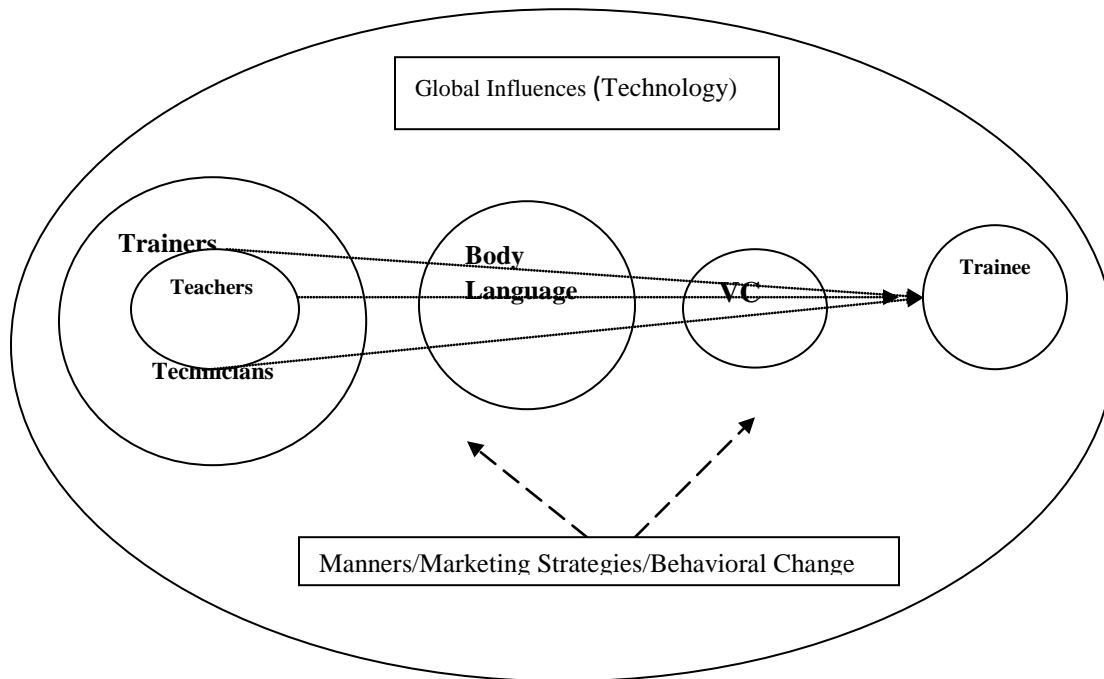 Global Influences (Technology)
Trainers
Teachers
Technicians
Body
Language
VC
Trainee
Manners/Marketing Strategies/Behavioral Change